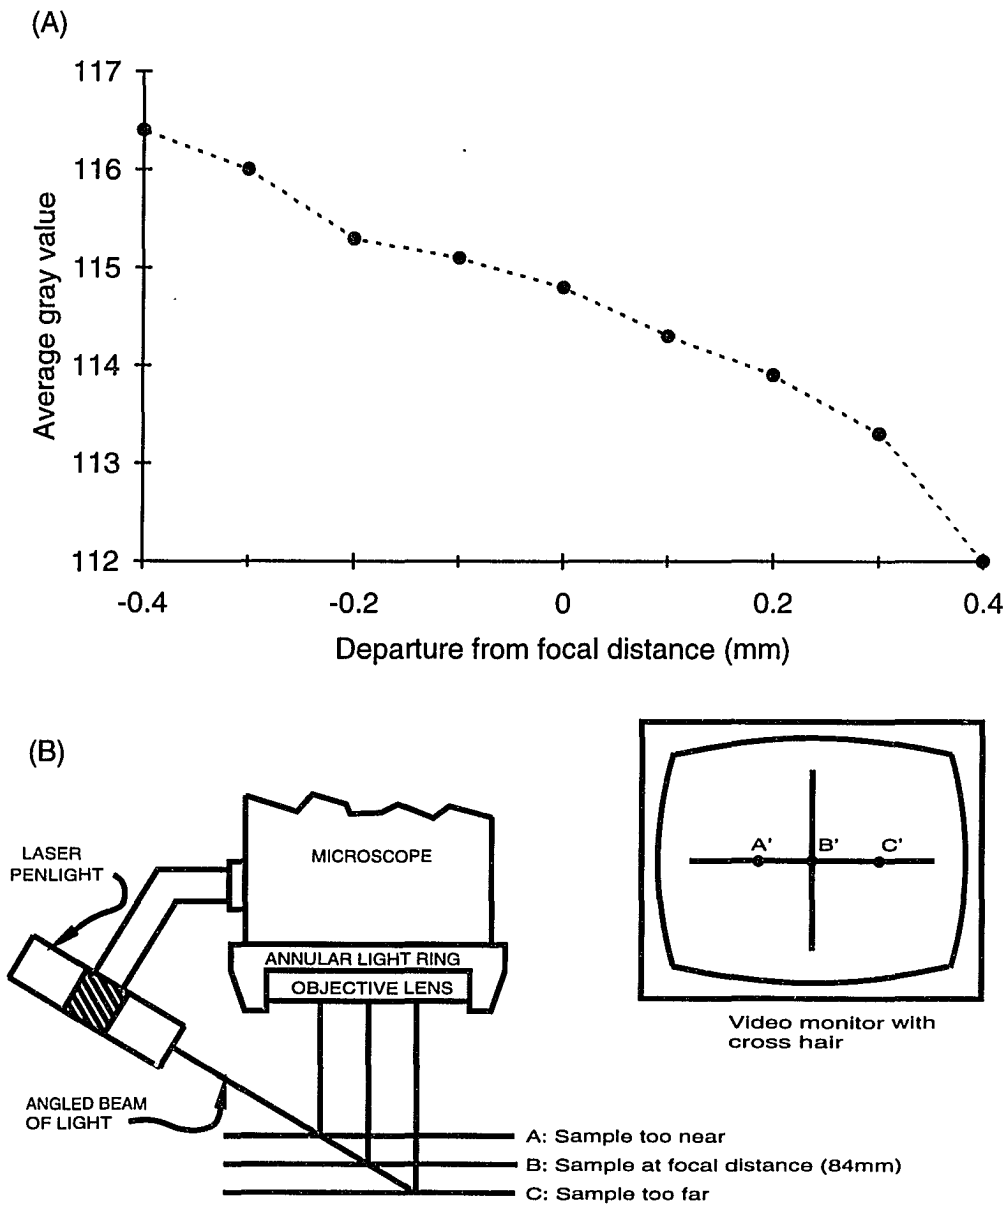 (A)
117
116
115
114
113
112
Average gray value
-0.4
-0.2
0
0.2
0.4
Departure from focal distance (mm)
(B)
LASER
PENLIGHT
MICROSCOPE
ANNULAR LIGHT RING
OBJECTIVE LENS
ANGLED BEAM
OF LIGHT
A: Sample too near
B: Sample at focal distance (84mm)
C: Sample too far
A'
B'
C'
Video monitor with
cross hair